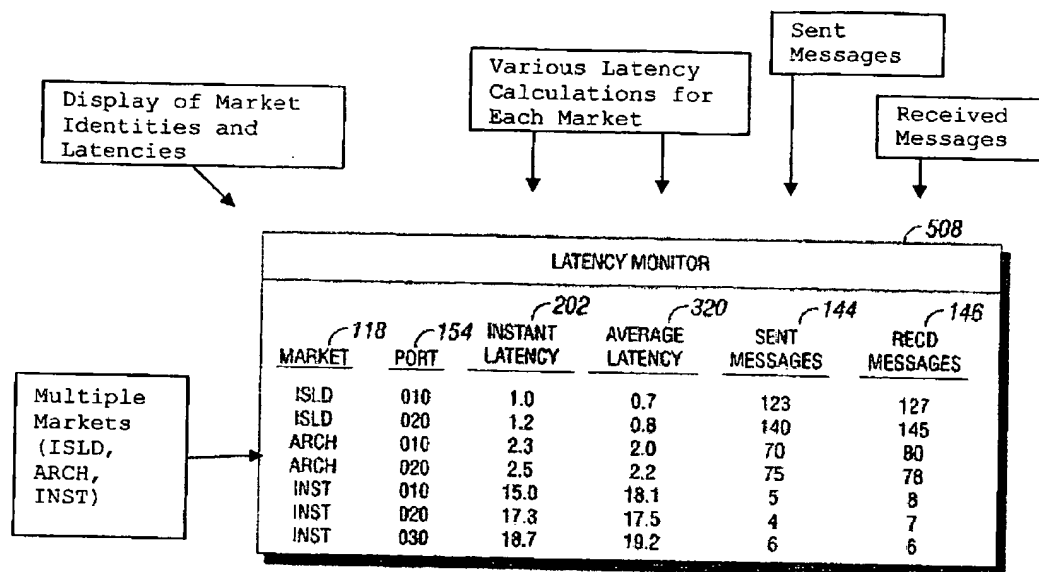 Sent
Messages
Various Latency
Calculations for
Each Market
Display of Market
Identities and
Latencies
Received
Messages
508
LATENCY MONITOR
118 154 202 320 144 146
MARKET PORT INSTANT LATENCY AVERAGE LATENCY SENT MESSAGES RECD MESSAGES
ISLD 010 1.0 0.7 123 127
ISLD 020 1.2 0.8 140 145
ARCH 010 2.3 2.0 70 80
ARCH 020 2.5 2.2 75 78
INST 010 15.0 18.1 5 8
INST 020 17.3 17.5 4 7
INST 030 18.7 19.2 6 6
Multiple
Markets
(ISLD,
ARCH,
INST)